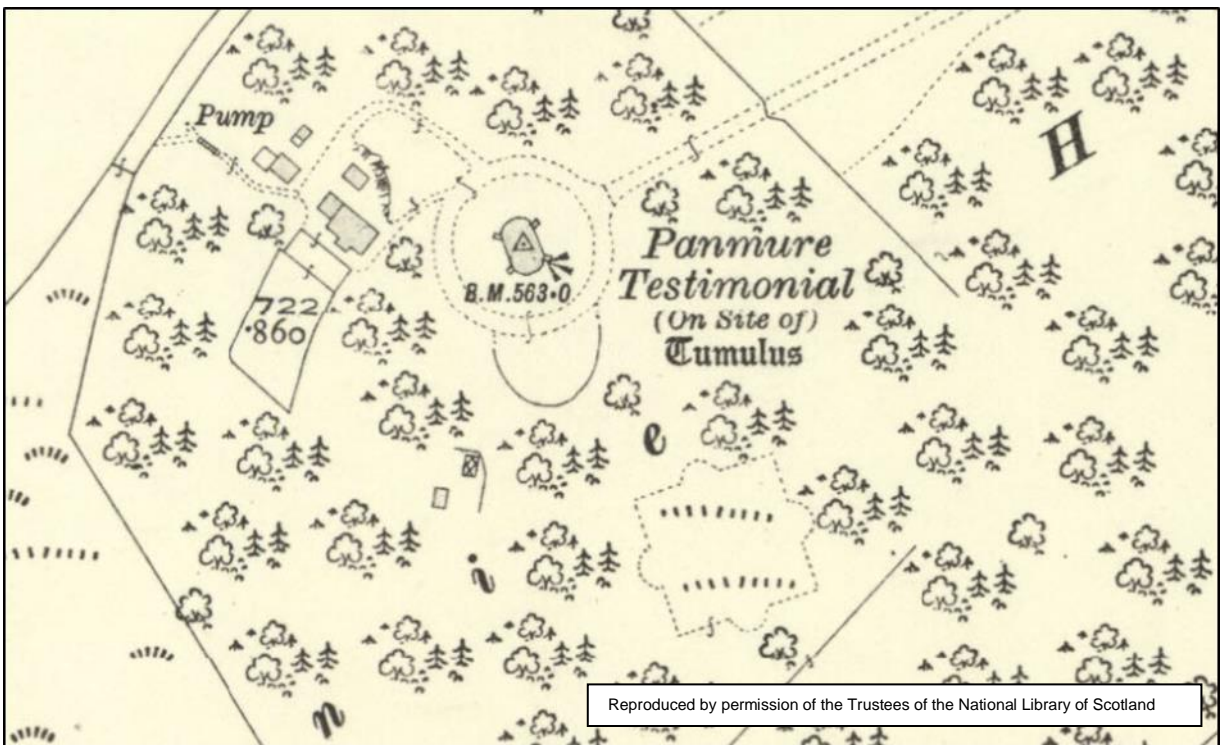 Pump
H
Panmure
Testimonial
(On Site of)
Tumulus
B.M.563·0
722
·860
e
i
n
Reproduced by permission of the Trustees of the National Library of Scotland